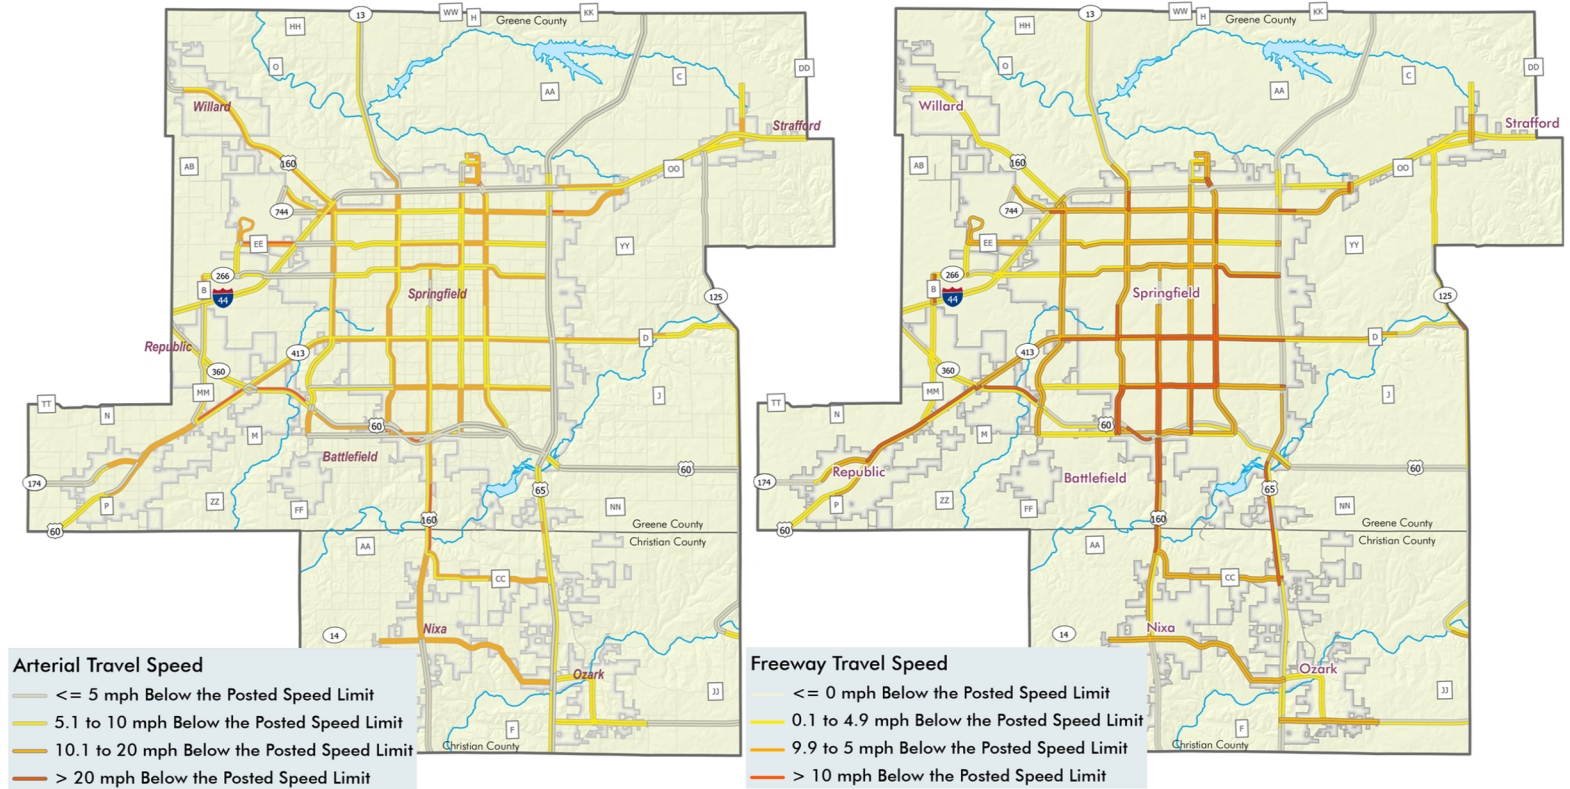 13
WW
H
KK
Greene County
HH
O
C
DD
AA
Willard
Strafford
AB
160
OO
744
EE
YY
266
B
44
Springfield
125
Republic
413
D
360
MM
J
TT
N
M
60
Battlefield
174
60
65
P
ZZ
FF
NN
160
60
Greene County
Christian County
AA
CC
14
Nixa
Ozark
JJ
F
Christian County
Arterial Travel Speed
<= 5 mph Below the Posted Speed Limit
5.1 to 10 mph Below the Posted Speed Limit
10.1 to 20 mph Below the Posted Speed Limit
> 20 mph Below the Posted Speed Limit
13
WW
H
KK
Greene County
HH
O
C
DD
AA
Willard
Strafford
AB
160
OO
744
EE
YY
266
B
44
Springfield
125
413
D
360
MM
J
TT
N
M
60
Republic
Battlefield
174
60
65
P
ZZ
FF
NN
160
60
Greene County
Christian County
AA
CC
14
Nixa
Ozark
JJ
F
Christian County
Freeway Travel Speed
<= 0 mph Below the Posted Speed Limit
0.1 to 4.9 mph Below the Posted Speed Limit
9.9 to 5 mph Below the Posted Speed Limit
> 10 mph Below the Posted Speed Limit